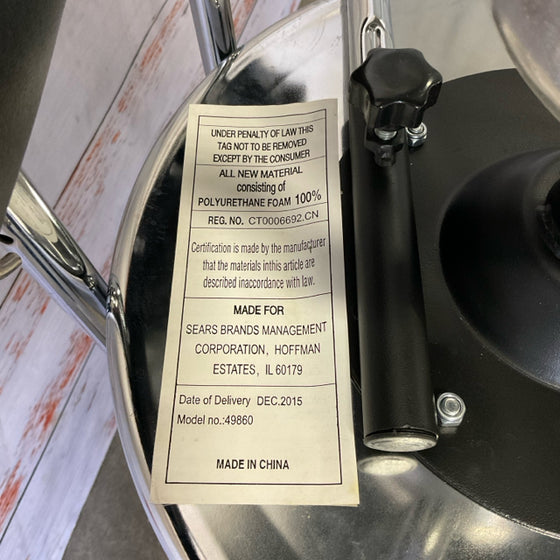 UNDER PENALTY OF LAW THIS
TAG NOT TO BE REMOVED
EXCEPT BY THE CONSUMER
ALL NEW MATERIAL
consisting of
POLYURETHANE FOAM 100%
REG. NO. CT0006692.CN
Certification is made by the manufacturer
that the materials inthis article are
described inaccordance with law.
MADE FOR
SEARS BRANDS MANAGEMENT
CORPORATION, HOFFMAN
ESTATES, IL 60179
Date of Delivery DEC.2015
Model no.:49860
MADE IN CHINA